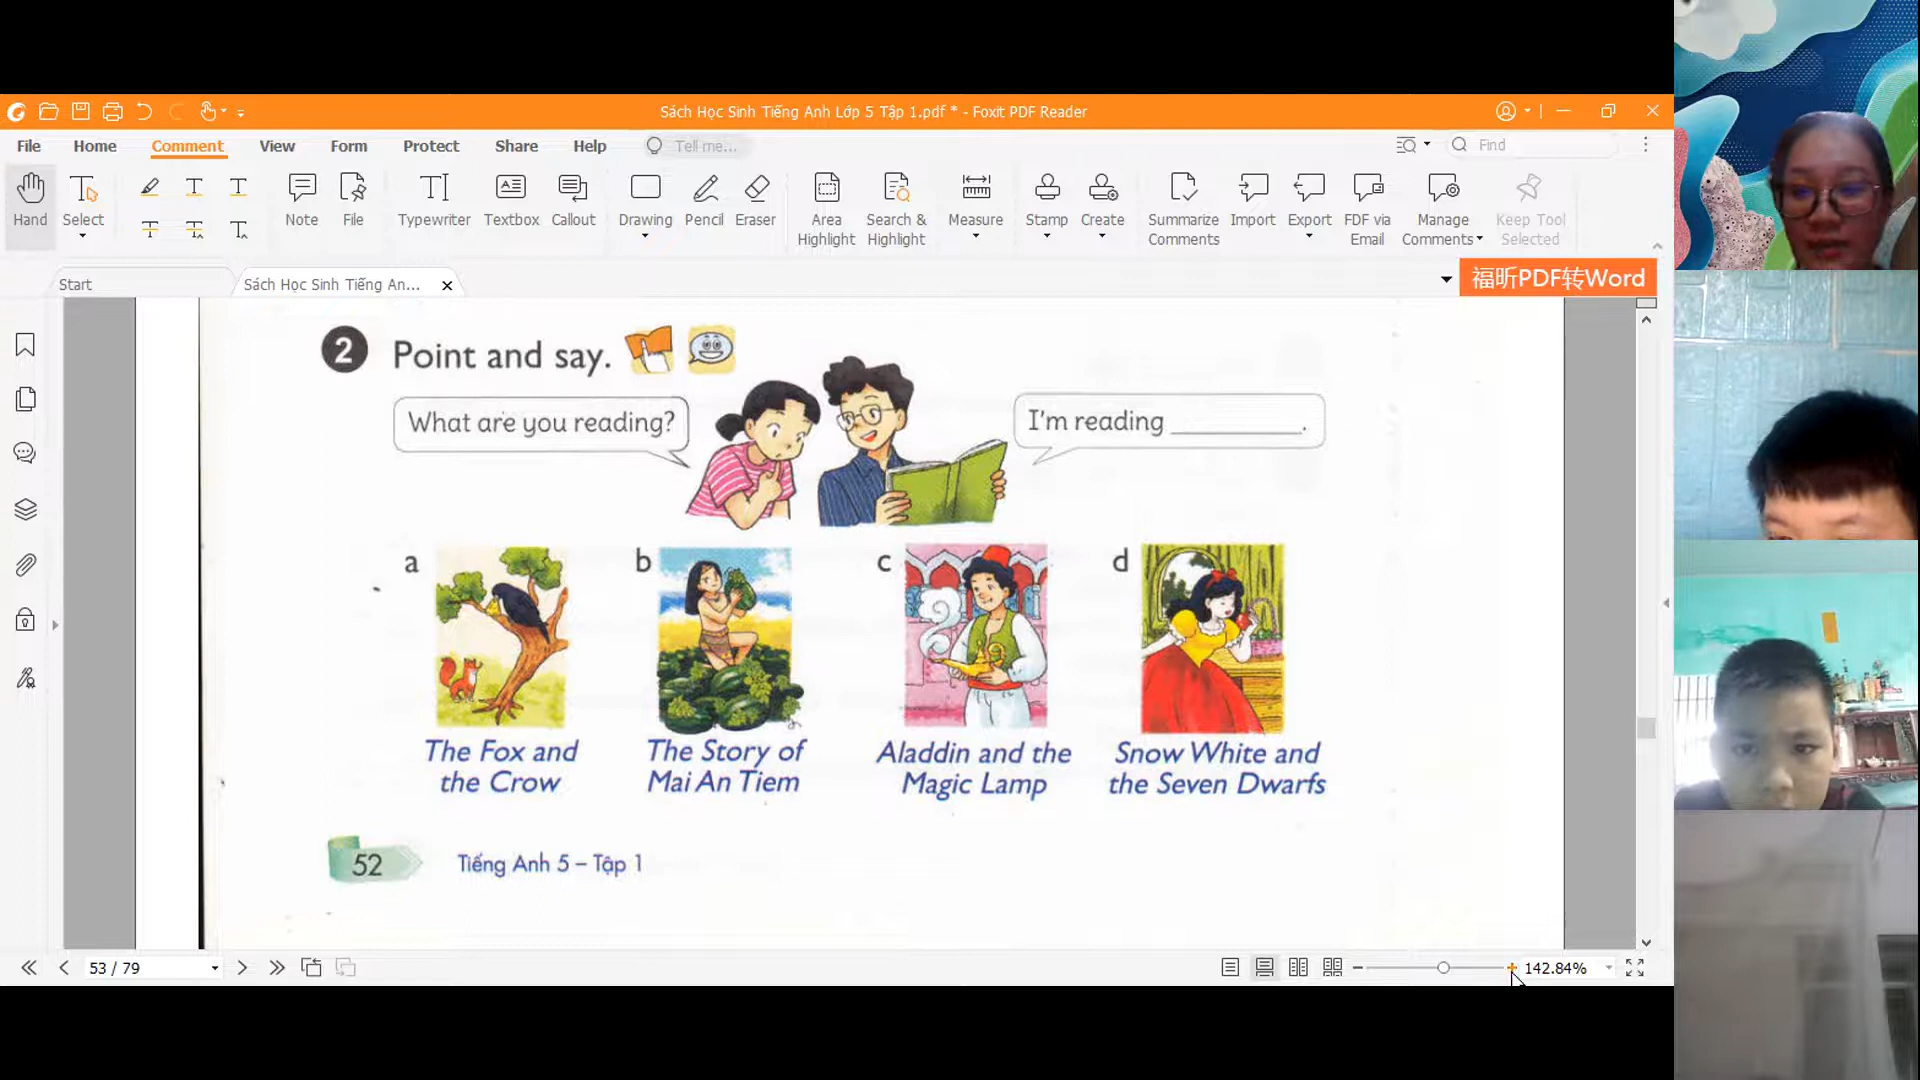 Sách Học Sinh Tiếng Anh Lớp 5 Tập 1.pdf * - Foxit PDF Reader
File Home Comment View Form Protect Share Help Tell me... Find
Hand Select Note File Typewriter Textbox Callout Drawing Pencil Eraser Area Highlight Search & Highlight Measure Stamp Create Summarize Comments Import Export FDF via Email Manage Comments Keep Tool Selected
Start
Sách Học Sinh Tiếng An...
福昕PDF转Word
2 Point and say.
What are you reading?
I'm reading __________.
a
b
c
d
The Fox and
the Crow
The Story of
Mai An Tiem
Aladdin and the
Magic Lamp
Snow White and
the Seven Dwarfs
52 Tiếng Anh 5 – Tập 1
53 / 79
142.84%